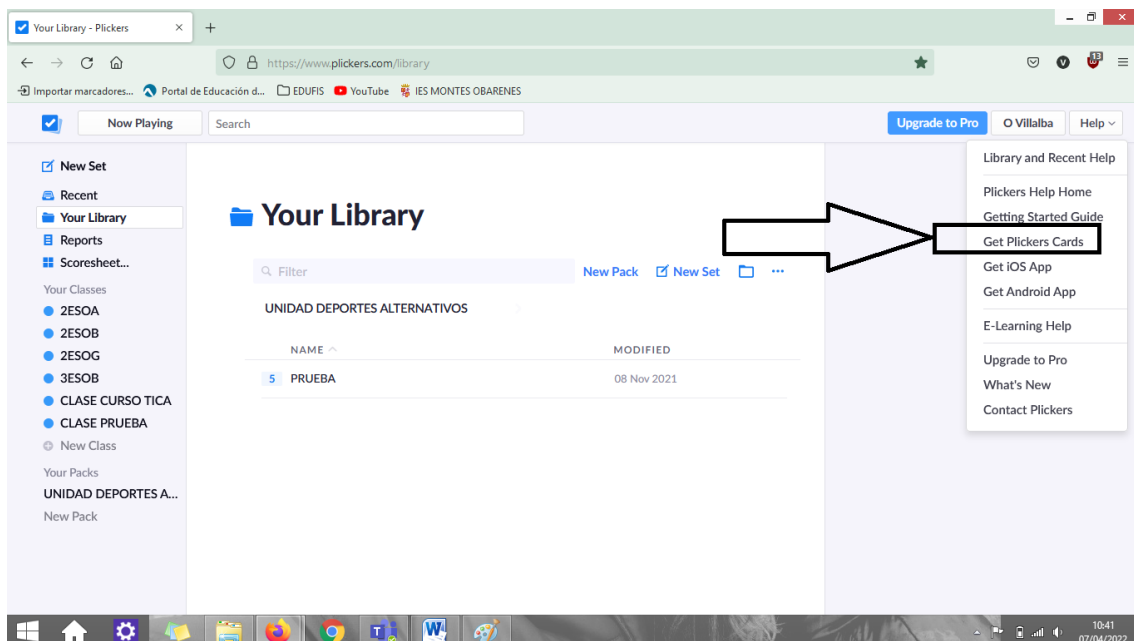 Your Library - Plickers
https://www.plickers.com/library
13
Importar marcadores... Portal de Educación d... EDUFIS YouTube IES MONTES OBARENES
Now Playing Search Upgrade to Pro O Villalba Help
New Set
Recent
Your Library
Reports
Scoresheet...
Your Classes
2ESOA
2ESOB
2ESOG
3ESOB
CLASE CURSO TICA
CLASE PRUEBA
New Class
Your Packs
UNIDAD DEPORTES A...
New Pack
Your Library
Filter New Pack New Set
UNIDAD DEPORTES ALTERNATIVOS
NAME MODIFIED
5 PRUEBA 08 Nov 2021
Library and Recent Help
Plickers Help Home
Getting Started Guide
Get Plickers Cards
Get iOS App
Get Android App
E-Learning Help
Upgrade to Pro
What's New
Contact Plickers
10:41
07/04/2022